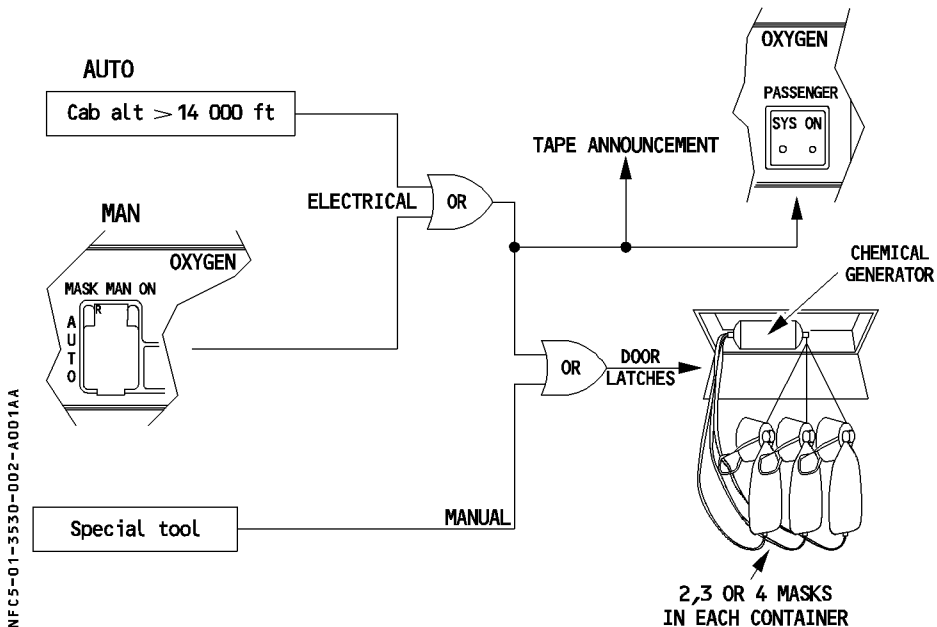 AUTO
Cab alt > 14 000 ft
OXYGEN
PASSENGER
SYS ON
TAPE ANNOUNCEMENT
ELECTRICAL
OR
MAN
OXYGEN
MASK MAN ON
R
AUTO
CHEMICAL
GENERATOR
OR
DOOR
LATCHES
Special tool
MANUAL
2,3 OR 4 MASKS
IN EACH CONTAINER
NFC5-01-3530-002-A001AA